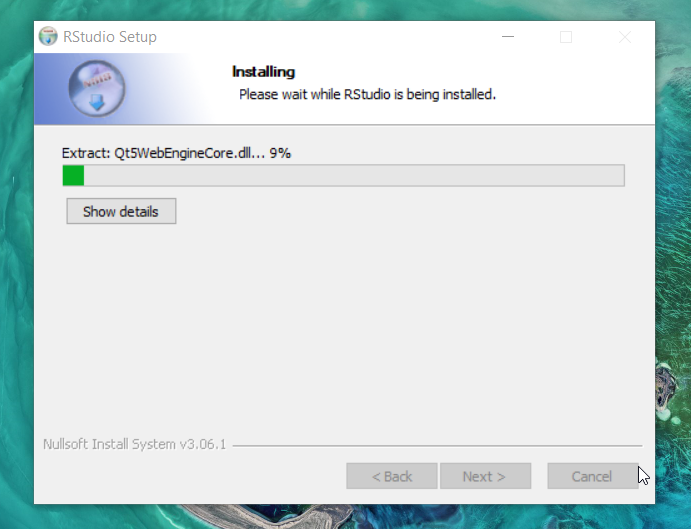 RStudio Setup
Installing
Please wait while RStudio is being installed.
Extract: Qt5WebEngineCore.dll... 9%
Show details
Nullsoft Install System v3.06.1
< Back Next > Cancel